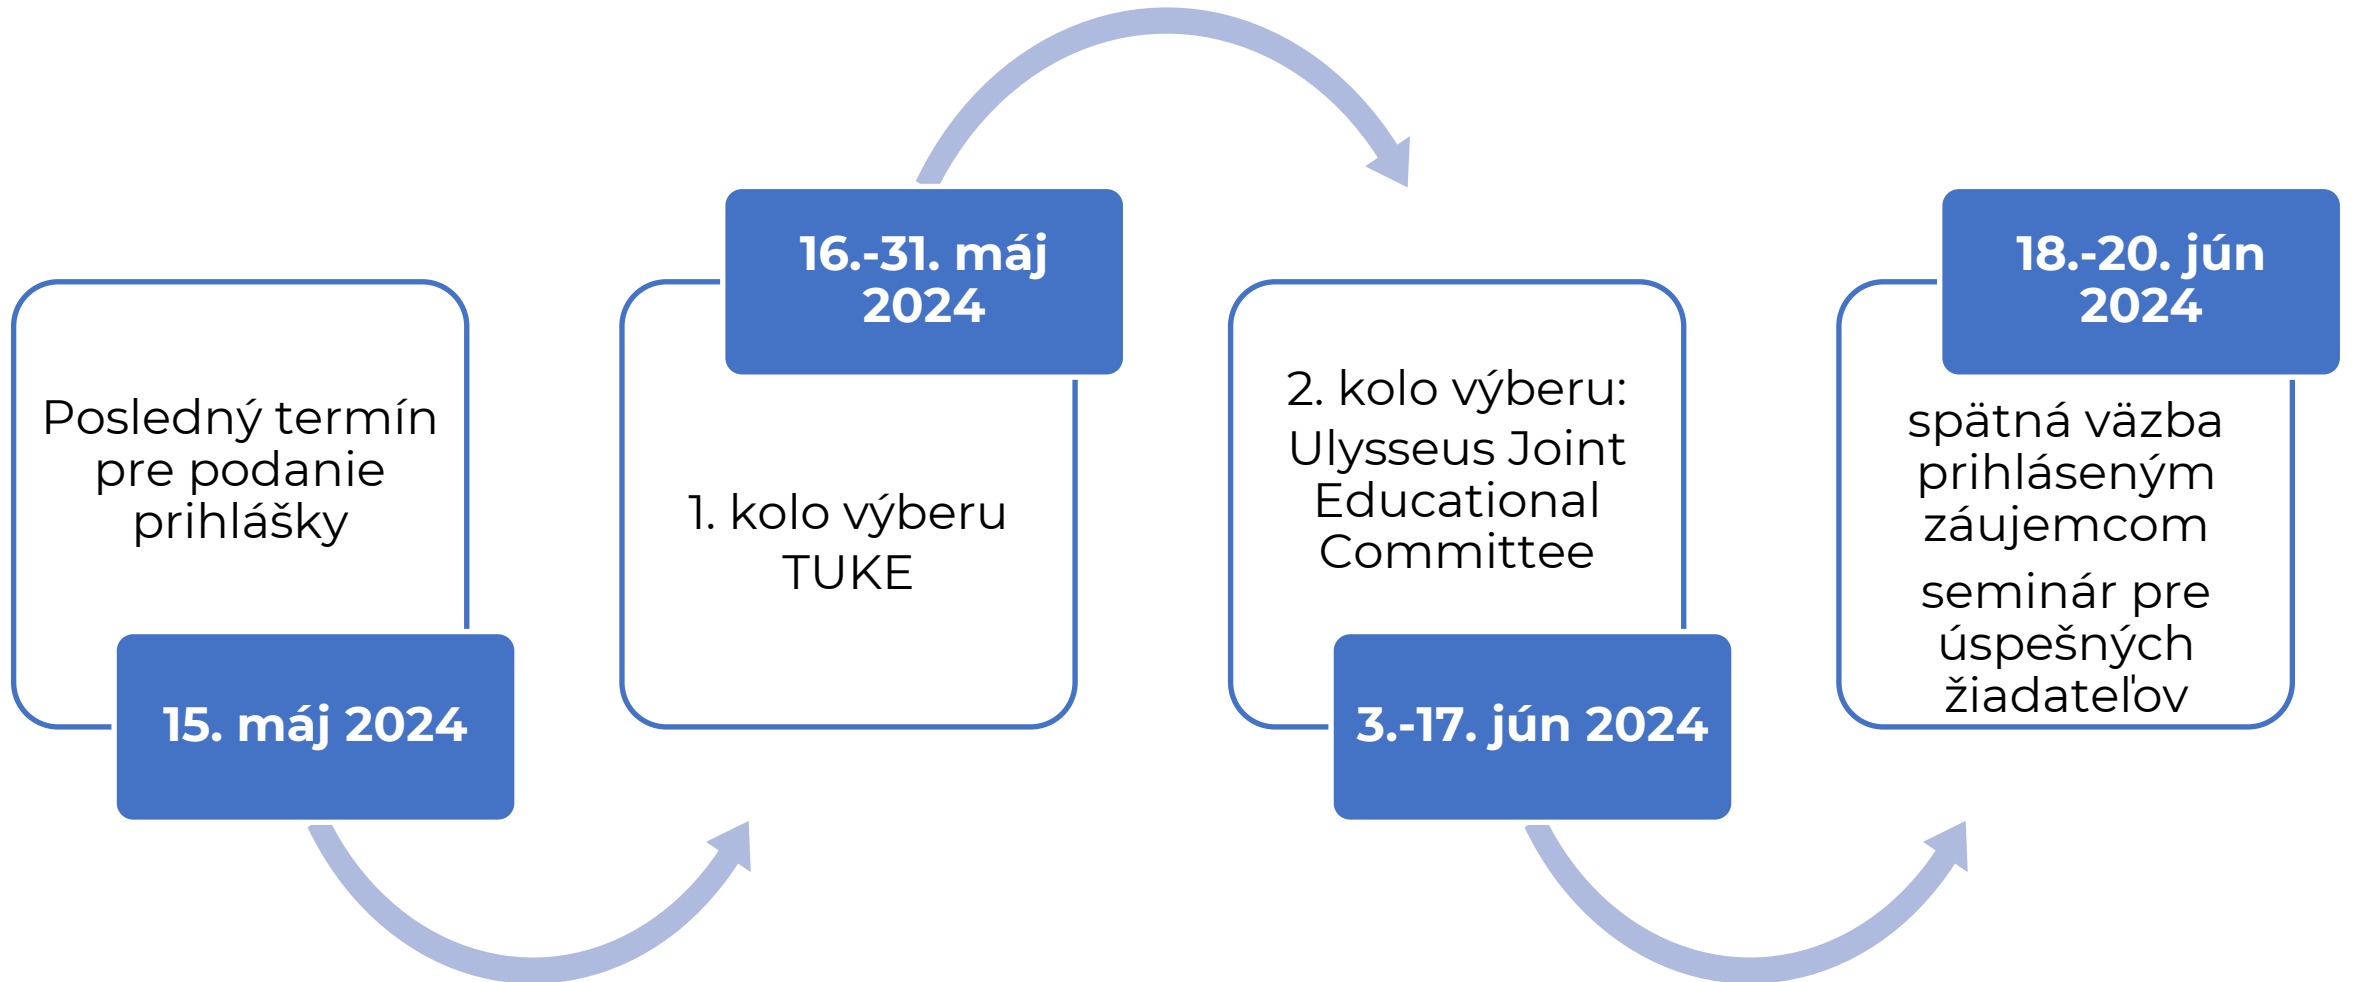 Posledný termín
pre podanie
prihlášky
15. máj 2024
16.-31. máj
2024
1. kolo výberu
TUKE
2. kolo výberu:
Ulysseus Joint
Educational
Committee
3.-17. jún 2024
18.-20. jún
2024
spätná väzba
prihláseným
záujemcom
seminár pre
úspešných
žiadateľov